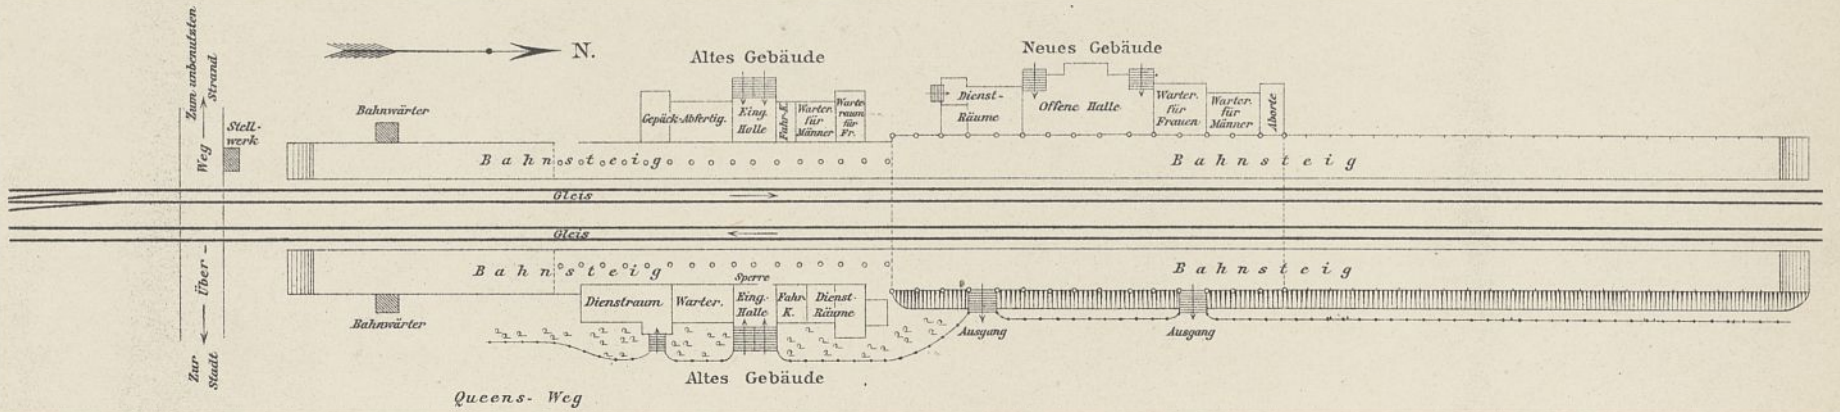 Zum unbenutzten
Strand
Weg
Über-
Zur
Stadt
Stell-
werk
N.
Bahnwärter
Altes Gebäude
Gepäck-Abfertig.
Eing.
Halle
Fahr-K.
Warter.
für
Männer
Warte
raum
für
Fr.
Neues Gebäude
Dienst-
Räume
Offene Halle
Warter.
für
Frauen
Warter.
für
Männer
Aborte
Bahnsteig
Bahnsteig
Gleis
Gleis
Bahnsteig
Bahnsteig
Sperre
Dienstraum
Warter.
Eing.-
Halle
Fahr-
K.
Dienst-
Räume
Bahnwärter
Ausgang
Ausgang
Altes Gebäude
Queens- Weg